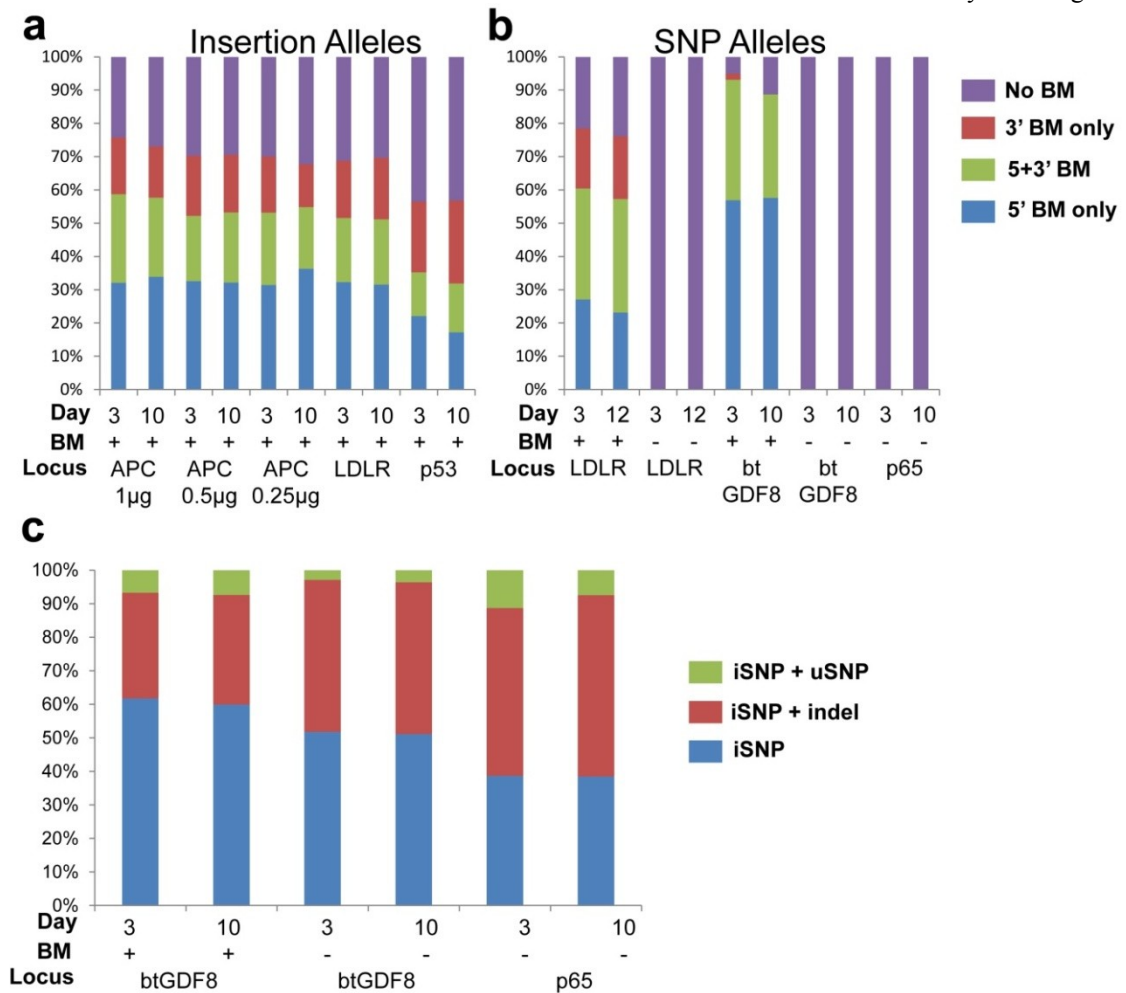 a
Insertion Alleles
100%
90%
80%
70%
60%
50%
40%
30%
20%
10%
0%
Day 3 10 3 10 3 10 3 10 3 10
BM + + + + + + + + + +
Locus APC APC APC LDLR p53
1µg 0.5µg 0.25µg
b
SNP Alleles
100%
90%
80%
70%
60%
50%
40%
30%
20%
10%
0%
Day 3 12 3 12 3 10 3 10 3 10
BM + + - - + + - - - -
Locus LDLR LDLR bt bt p65
GDF8 GDF8
No BM
3' BM only
5+3' BM
5' BM only
c
100%
90%
80%
70%
60%
50%
40%
30%
20%
10%
0%
Day 3 10 3 10 3 10
BM + + - - - -
Locus btGDF8 btGDF8 p65
iSNP + uSNP
iSNP + indel
iSNP